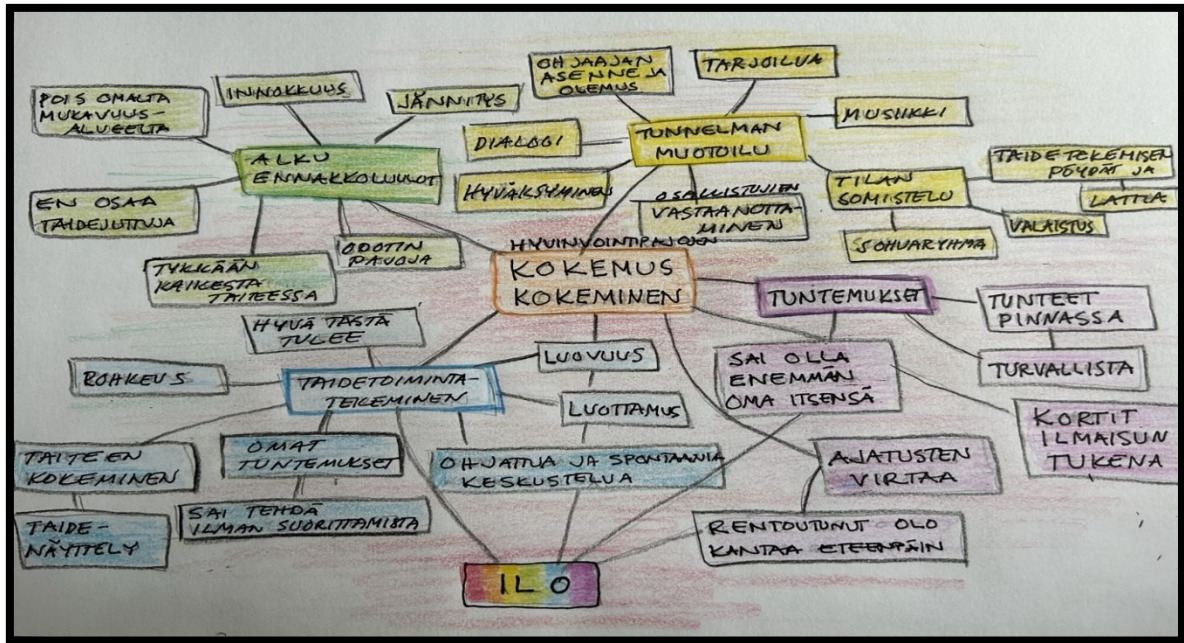 OHJAAJAN
ASENNE JA
OLEMUS
TARJOILUA
INNOKKUUS
JÄNNITYS
POIS OMALTA
MUKAVUUS-
ALUEELTA
MUSIIKKI
DIALOGI
TUNNELMAN
MUOTOILU
ALKU
ENNAKKOLUULOT
TAIDETEKEMISEN
PÖYDÄT JA
LATTIA
HYVÄKSYMINEN
TILAN
SOMISTELU
EN OSAA
TAIDEJUTTUJA
OSALLISTUJIEN
VASTAANOTTA-
MINEN
VALAISTUS
SOHVARYHMÄ
ODOTIN
PALJOJA
TYKKÄÄN
KAIKESTA
TAITEESSA
HYVINVOINTIPAJOJEN
KOKEMUS
KOKEMINEN
TUNTEMUKSET
TUNTEET
PINNASSA
HYVÄ TÄSTÄ
TULEE
LUOVUUS
SAI OLLA
ENEMMÄN
OMA ITSENSÄ
TURVALLISTA
ROHKEUS
TAIDETOIMINTA-
TEKEMINEN
LUOTTAMUS
KORTIT
ILMAISUN
TUKENA
TAITEEN
KOKEMINEN
OMAT
TUNTEMUKSET
OHJATTUA JA SPONTAANIA
KESKUSTELUA
AJATUSTEN
VIRTAA
TAIDE-
NÄYTTELY
SAI TEHDÄ
ILMAN SUORITTAMISTA
RENTOUTUNUT OLO
KANTAA ETEENPÄIN
ILO